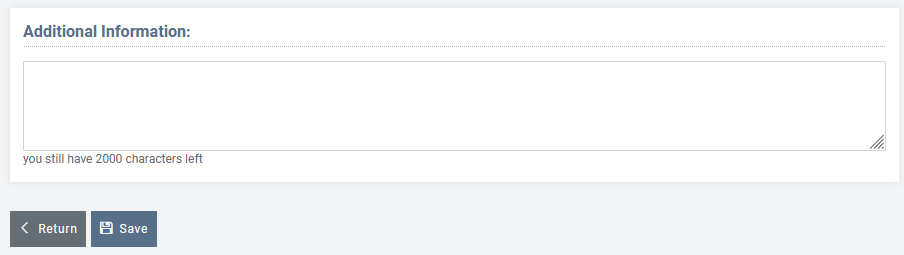 Additional Information:
you still have 2000 characters left
Return
Save